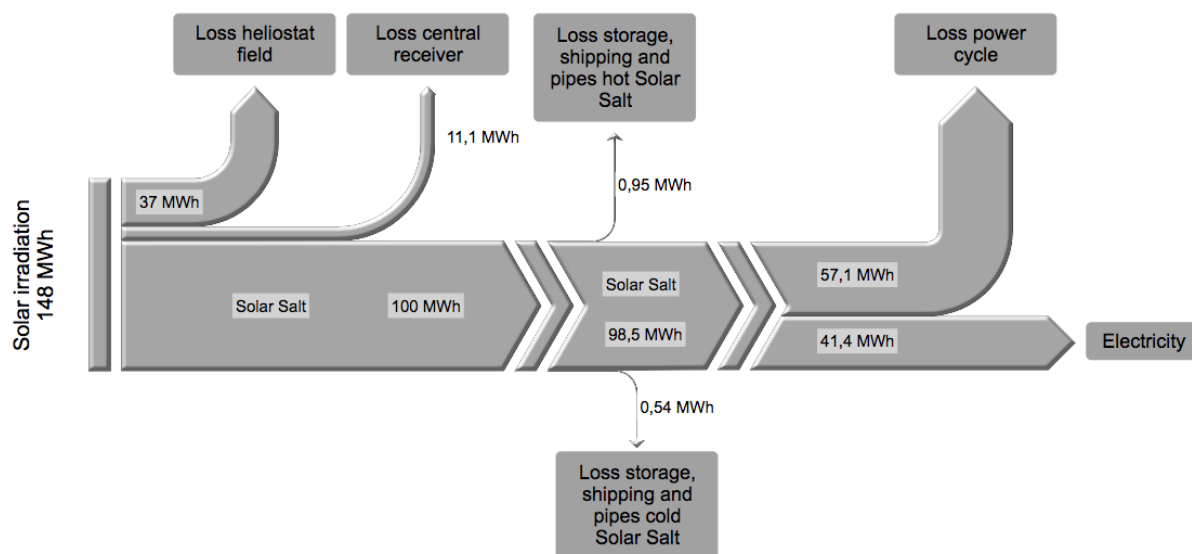 Loss heliostat
field
Loss central
receiver
Loss storage,
shipping and
pipes hot Solar
Salt
Loss power
cycle
11,1 MWh
0,95 MWh
37 MWh
Solar irradiation
148 MWh
Solar Salt
100 MWh
Solar Salt
98,5 MWh
57,1 MWh
41,4 MWh
Electricity
0,54 MWh
Loss storage,
shipping and
pipes cold
Solar Salt